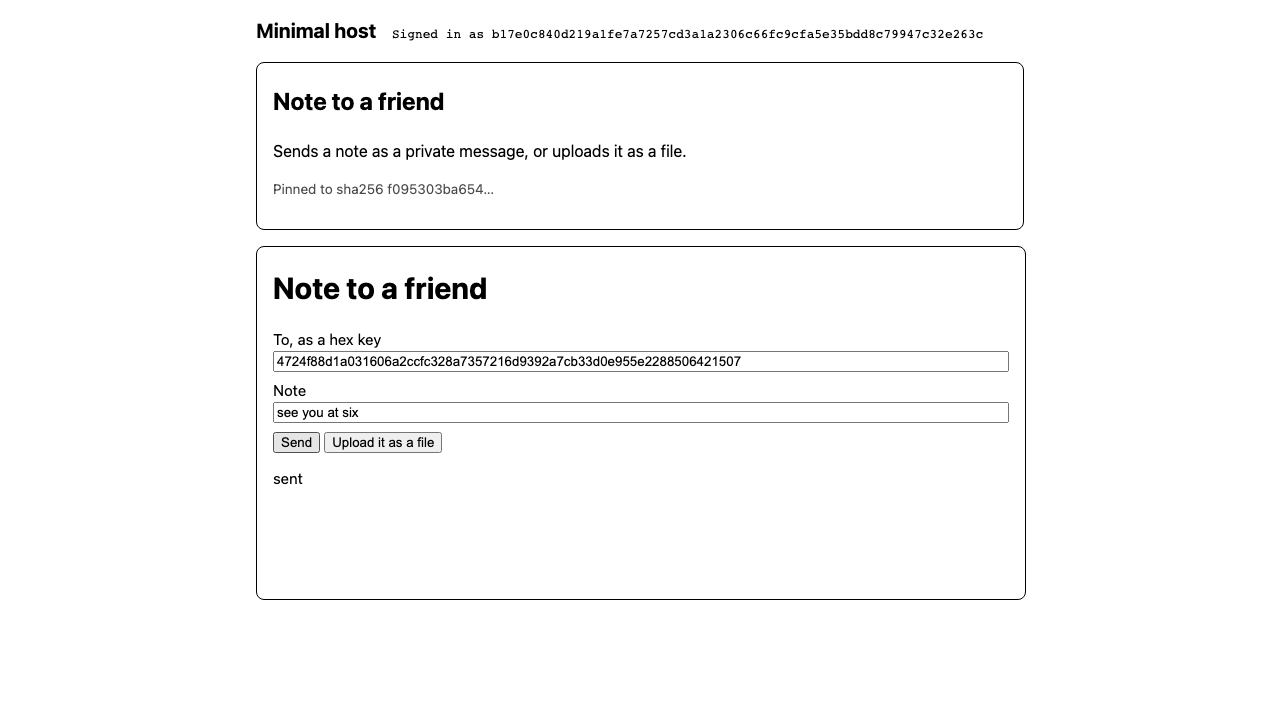 Minimal host
Signed in as b17e0c840d219a1fe7a7257cd3a1a2306c66fc9cfa5e35bdd8c79947c32e263c
Note to a friend
Sends a note as a private message, or uploads it as a file.
Pinned to sha256 f095303ba654…
Note to a friend
To, as a hex key
4724f88d1a031606a2ccfc328a7357216d9392a7cb33d0e955e2288506421507
Note
see you at six
Send
Upload it as a file
sent